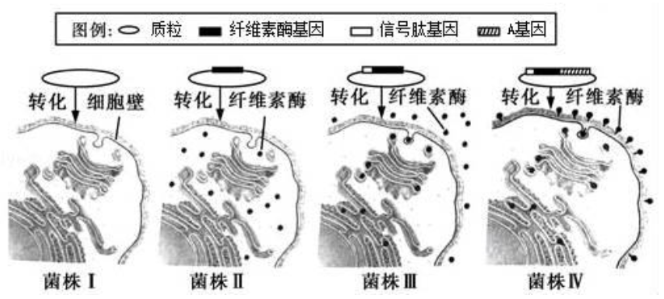 图例: 质粒 纤维素酶基因 信号肽基因 A基因
转化 细胞壁 转化 纤维素酶 转化 纤维素酶 转化 纤维素酶
菌株Ⅰ 菌株Ⅱ 菌株Ⅲ 菌株Ⅳ